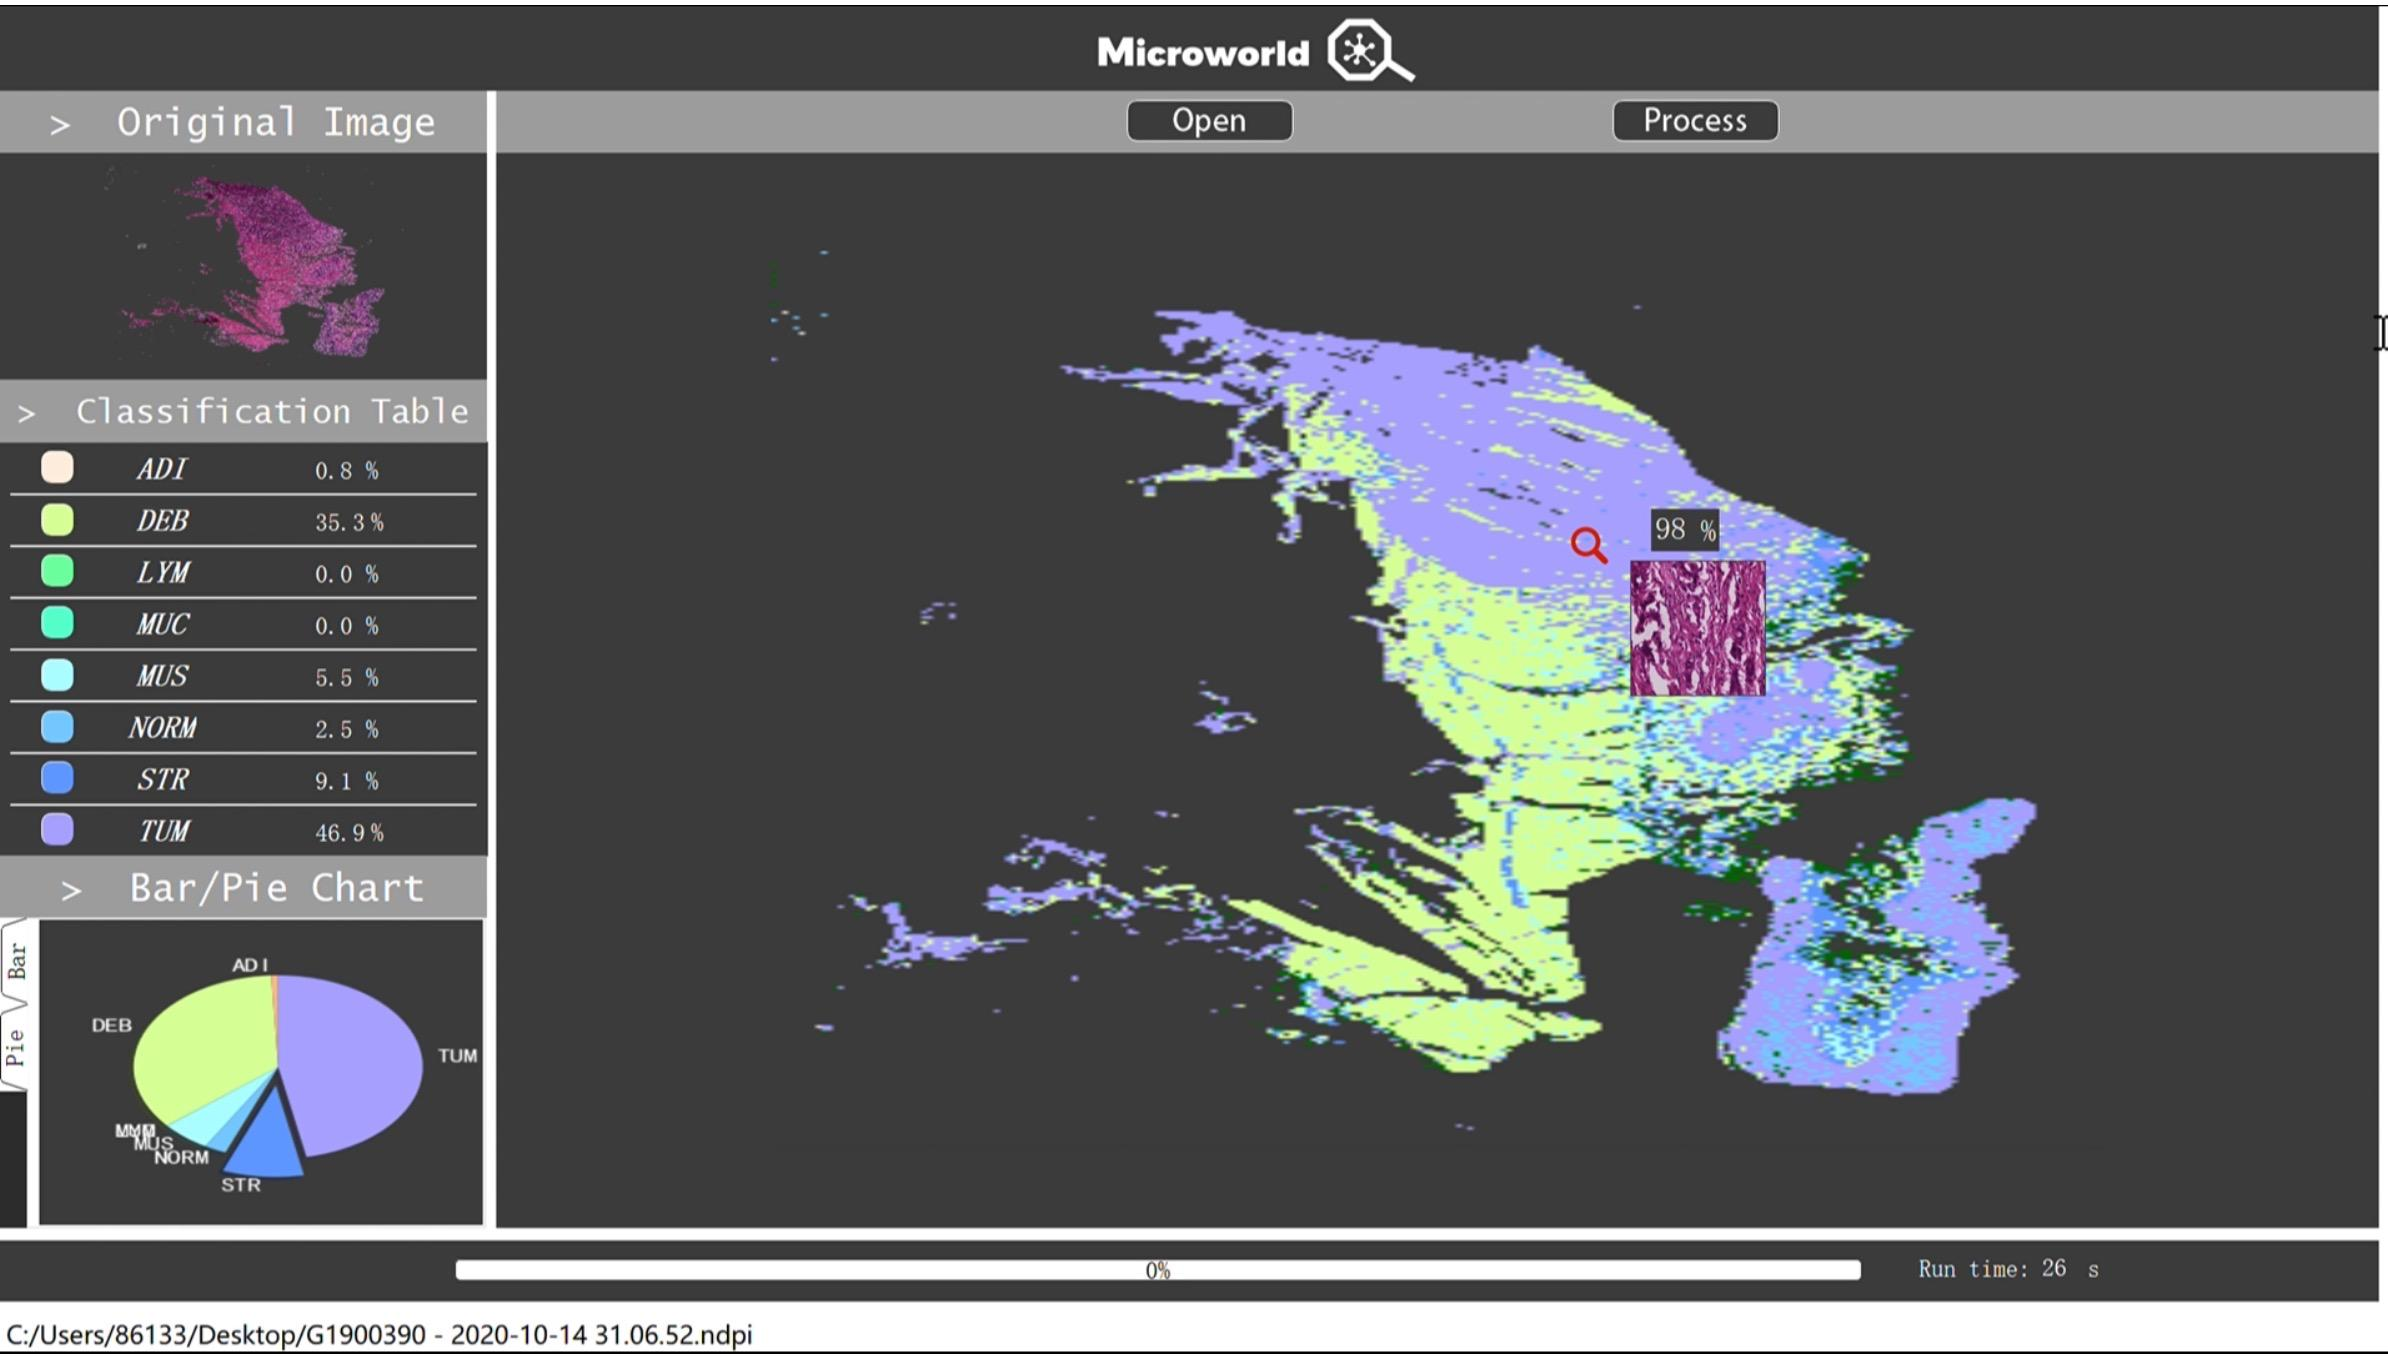 Microworld
Open
Process
> Original Image
> Classification Table
ADI 0.8 %
DEB 35.3%
LYM 0.0 %
MUC 0.0 %
MUS 5.5 %
NORM 2.5 %
STR 9.1 %
TUM 46.9%
98 %
> Bar/Pie Chart
Bar
Pie
ADI
DEB
TUM
MUS
NORM
STR
0%
Run time: 26 s
C:/Users/86133/Desktop/G1900390 - 2020-10-14 31.06.52.ndpi